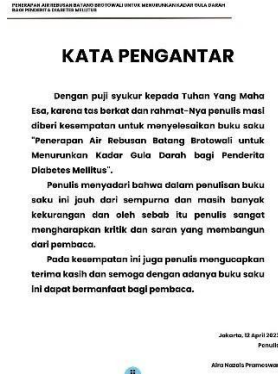 PENERAPAN AIR REBUSAN BATANG BROTOWALI UNTUK MENURUNKAN KADAR GULA DARAH
BAGI PENDERITA DIABETES MELLITUS
KATA PENGANTAR
Dengan puji syukur kepada Tuhan Yang Maha
Esa, karena tas berkat dan rahmat-Nya penulis masi
diberi kesempatan untuk menyelesaikan buku saku
"Penerapan Air Rebusan Batang Brotowali untuk
Menurunkan Kadar Gula Darah bagi Penderita
Diabetes Mellitus".
Penulis menyadari bahwa dalam penulisan buku
saku ini jauh dari sempurna dan masih banyak
kekurangan dan oleh sebab itu penulis sangat
mengharapkan kritik dan saran yang membangun
dari pembaca.
Pada kesempatan ini juga penulis mengucapkan
terima kasih dan semoga dengan adanya buku saku
ini dapat bermanfaat bagi pembaca.
Jakarta, 12 April 2023
Penulis